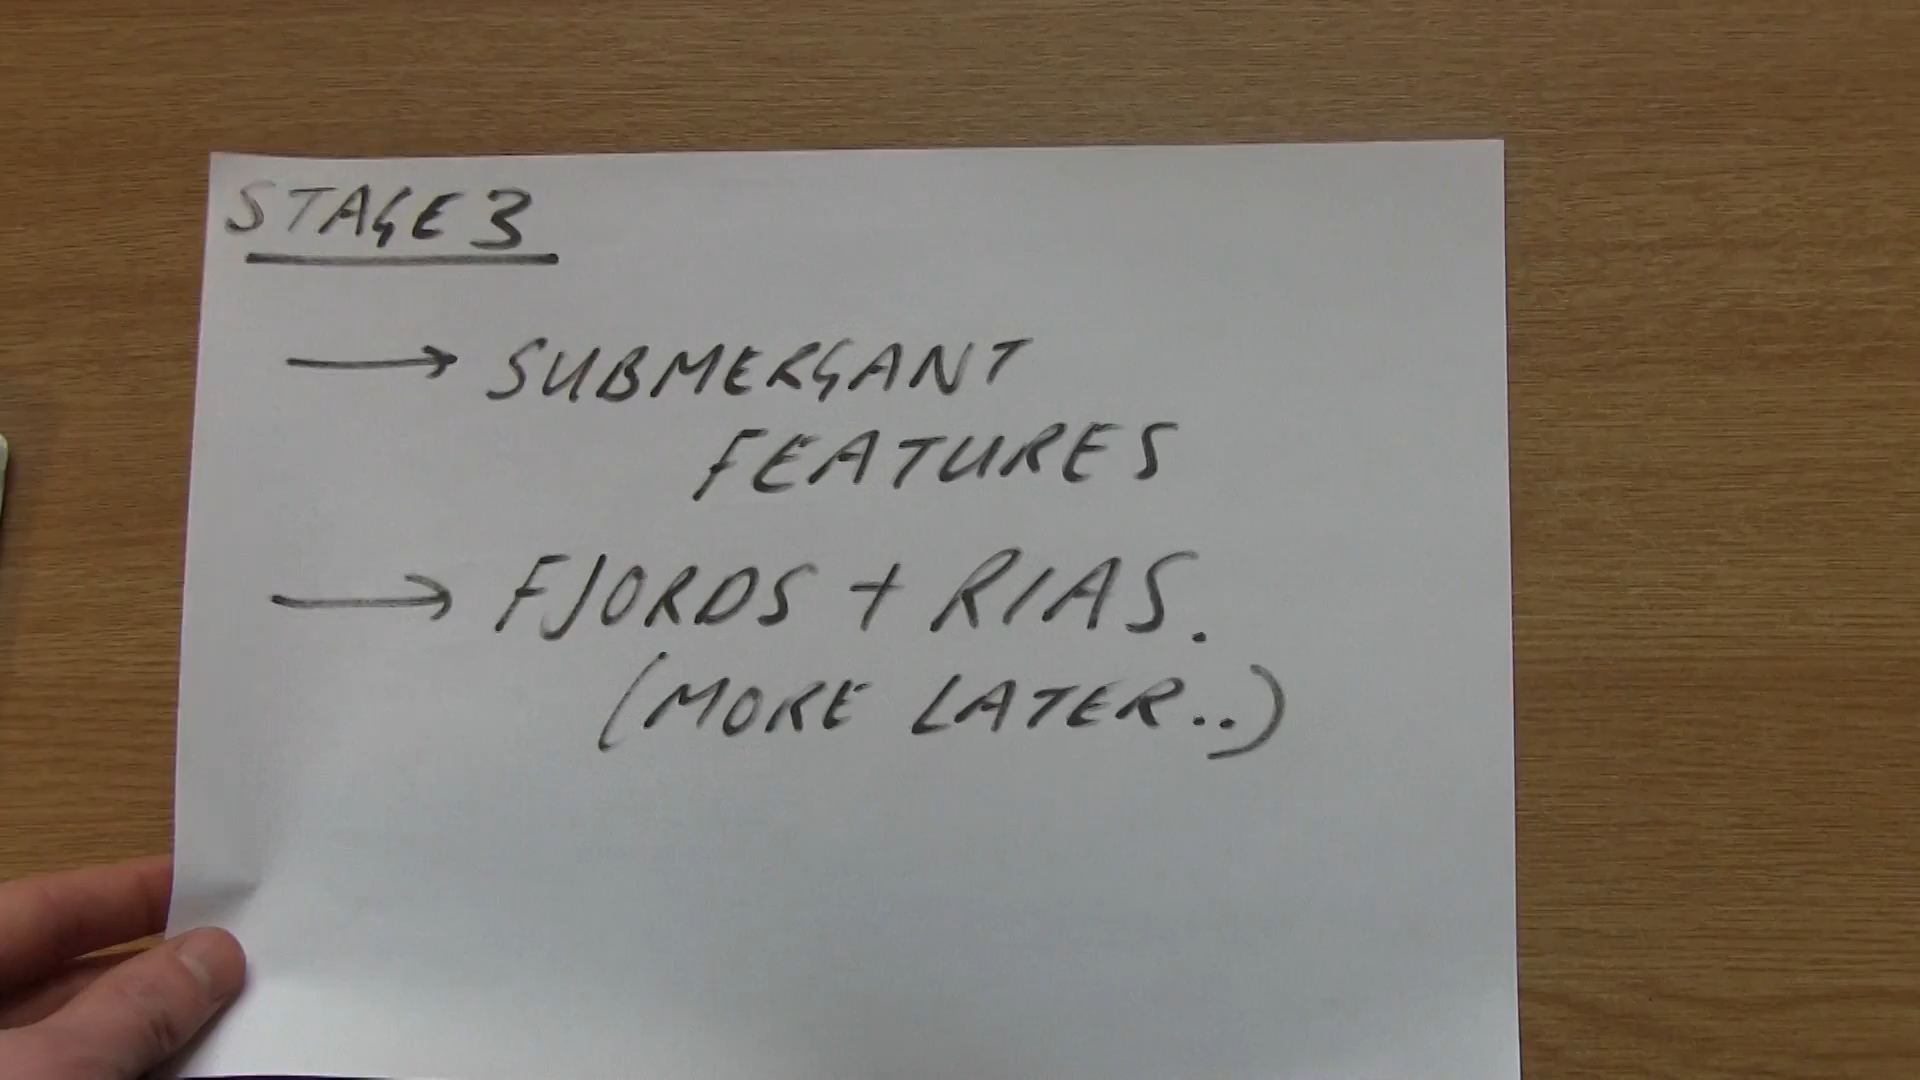 STAGE 3
→ SUBMERGANT
FEATURES
→ FJORDS + RIAS.
(MORE LATER..)